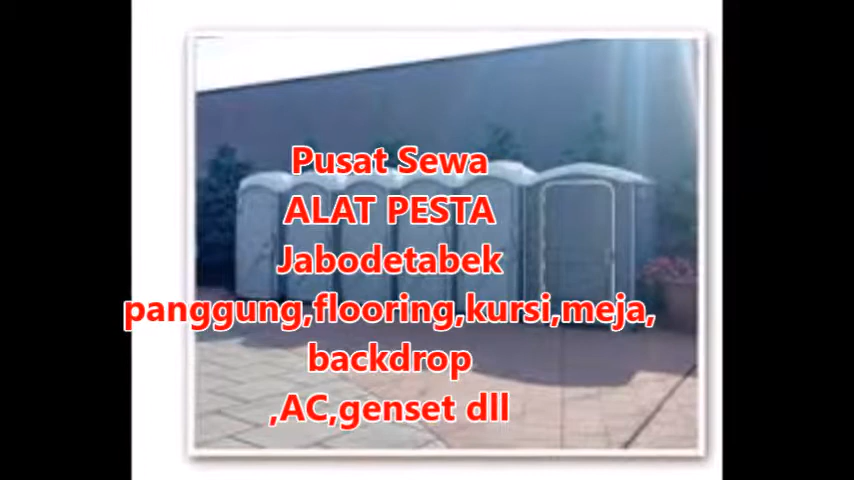 Pusat Sewa
ALAT PESTA
Jabodetabek
panggung,flooring,kursi,meja,
backdrop
,AC,genset dll